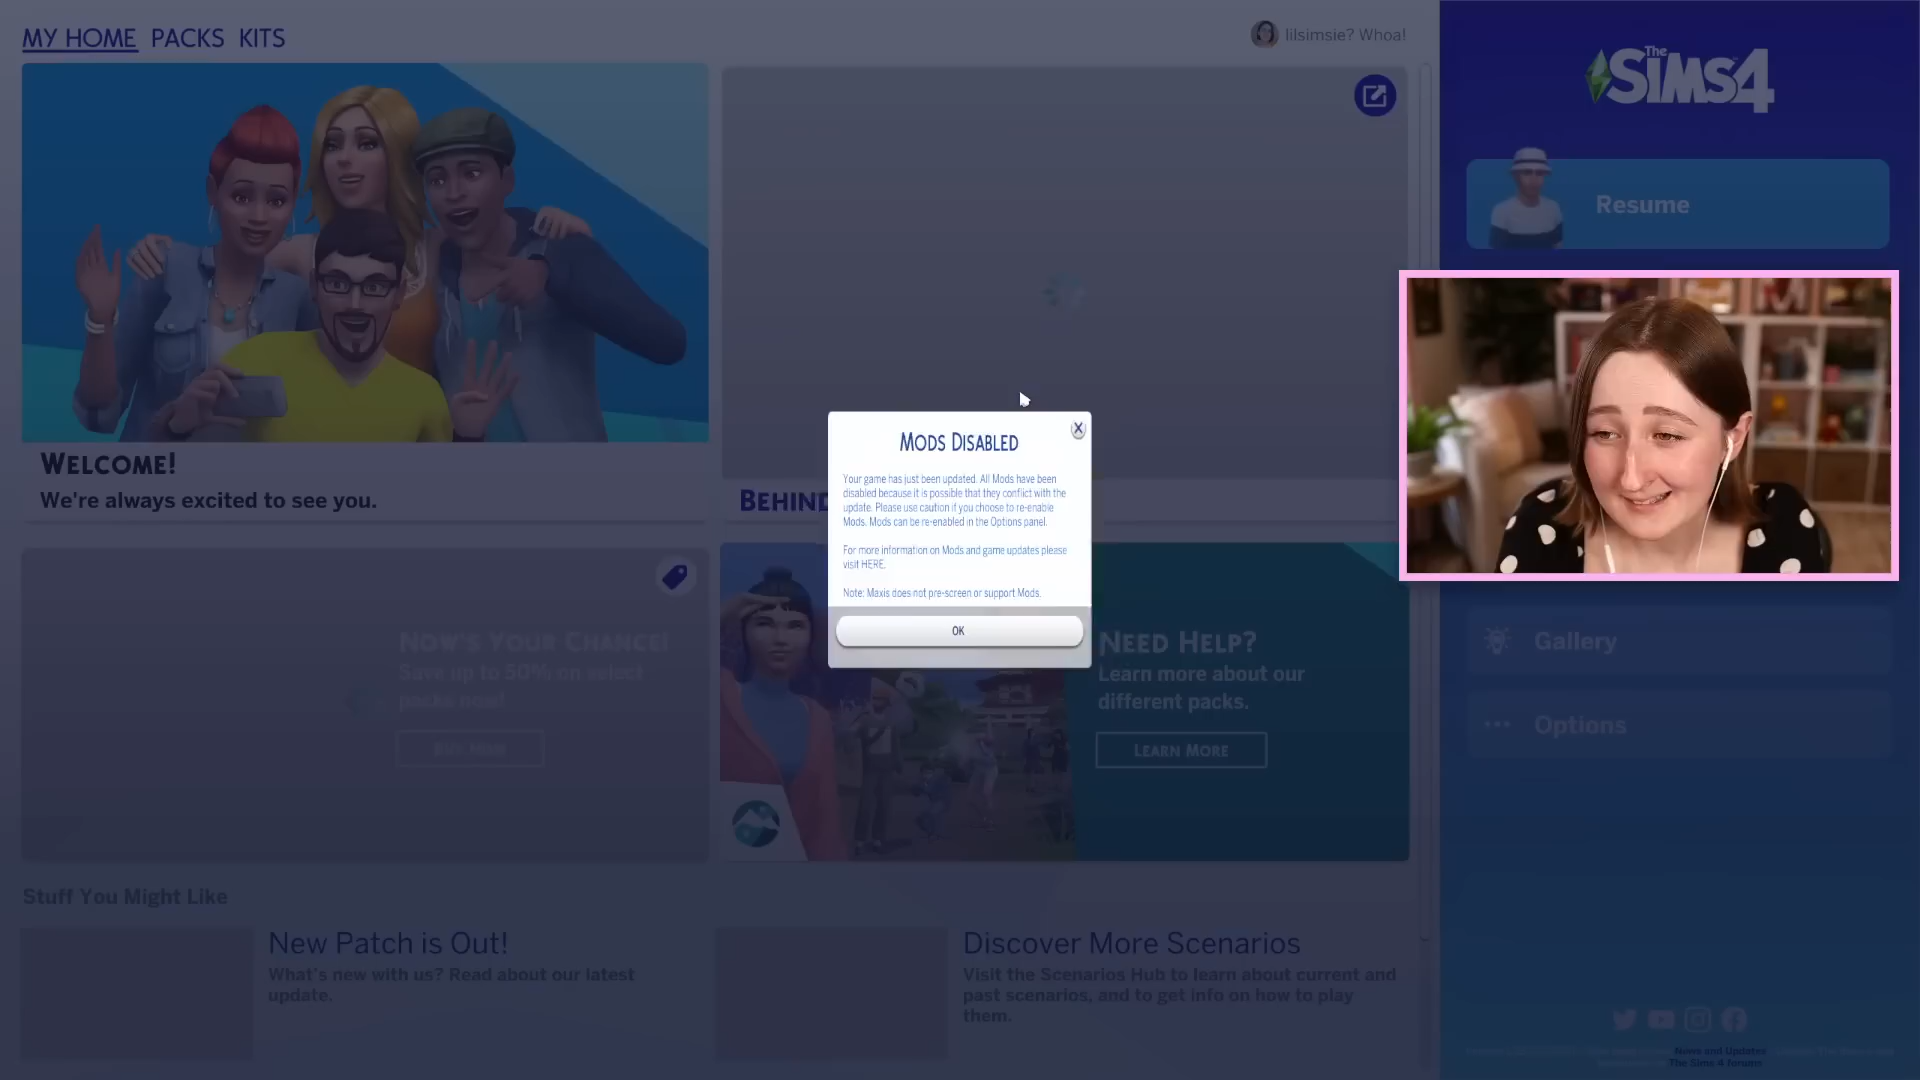 MY HOME PACKS KITS
lilsimsie? Whoa!
The SIMS 4
Resume
WELCOME!
We're always excited to see you.
BEHIND
MODS DISABLED
Your game has just been updated. All Mods have been
disabled because it is possible that they conflict with the
update. Please use caution if you choose to re-enable
Mods. Mods can be re-enabled in the Options panel.
For more information on Mods and game updates please
visit HERE.
Note: Maxis does not pre-screen or support Mods.
OK
NOW'S YOUR CHANCE!
Save up to 50% on select
packs now!
NEED HELP?
Learn more about our
different packs.
LEARN MORE
Gallery
Options
Stuff You Might Like
New Patch is Out!
What's new with us? Read about our latest
update.
Discover More Scenarios
Visit the Scenarios Hub to learn about current and
past scenarios, and to get info on how to play
them.
News and Updates
The Sims 4 forums